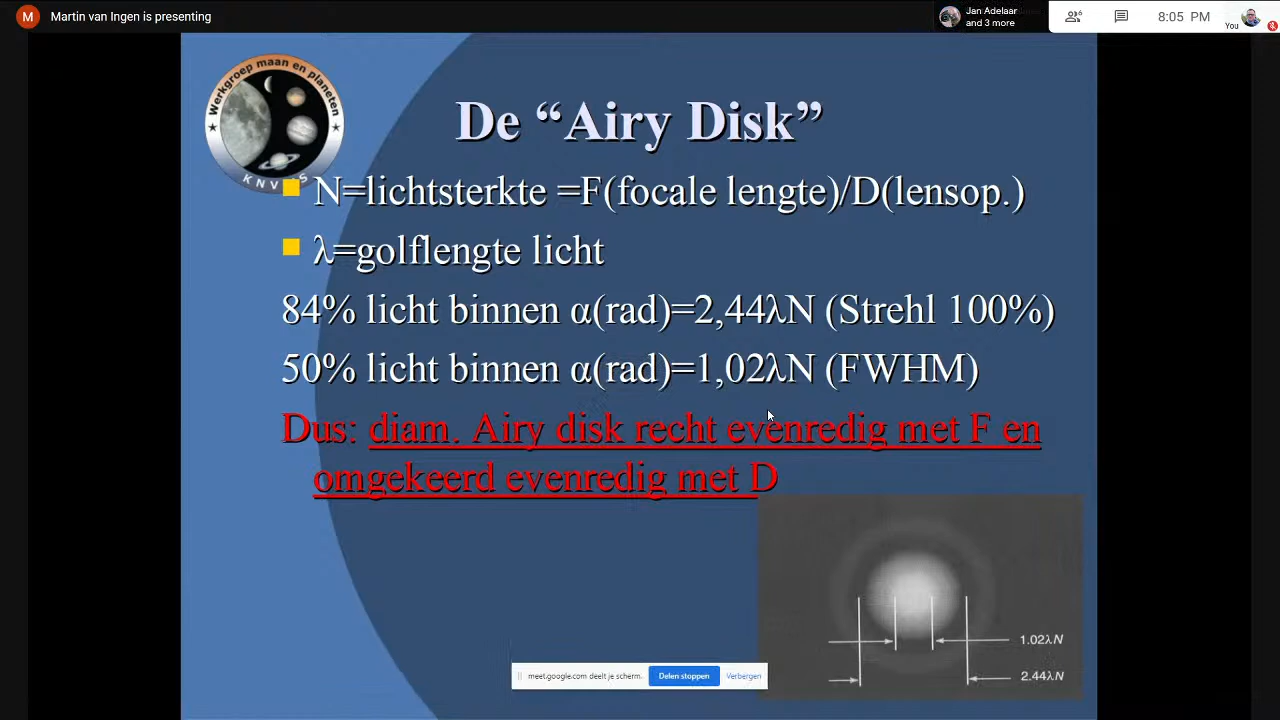 M Martin van Ingen is presenting
Jan Adelaar
and 3 more
6
8:05 PM
You
Werkgroep maan en planeten
De “Airy Disk”
N=lichtsterkte =F(focale lengte)/D(lensop.)
λ=golflengte licht
84% licht binnen α(rad)=2,44λN (Strehl 100%)
50% licht binnen α(rad)=1,02λN (FWHM)
Dus: diam. Airy disk recht evenredig met F en
omgekeerd evenredig met D
1.02λN
2.44λN
meet.google.com deelt je scherm. Delen stoppen Verbergen